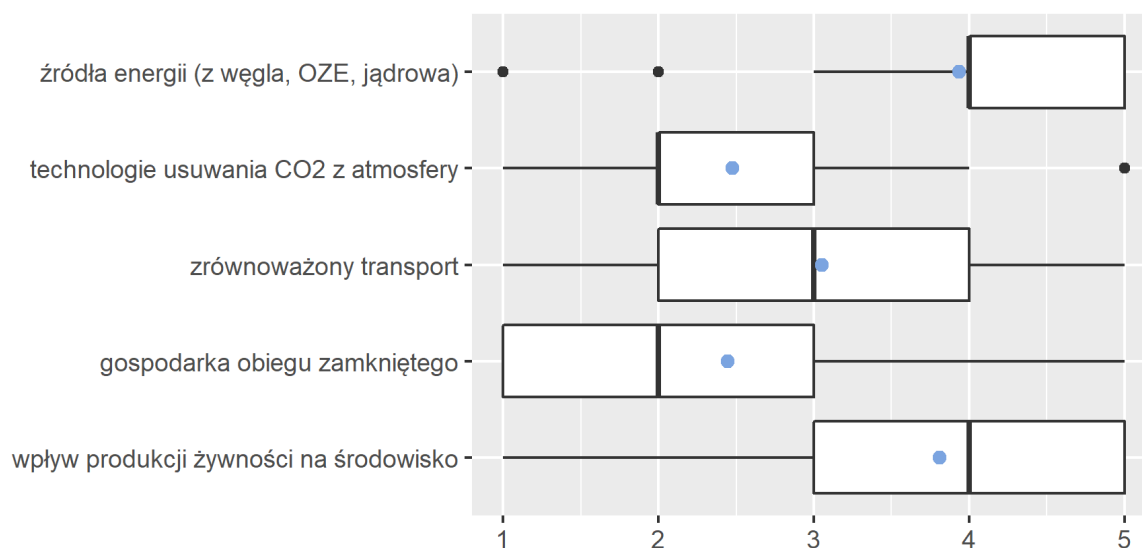 źródła energii (z węgla, OZE, jądrowa)
technologie usuwania CO2 z atmosfery
zrównoważony transport
gospodarka obiegu zamkniętego
wpływ produkcji żywności na środowisko
1 2 3 4 5